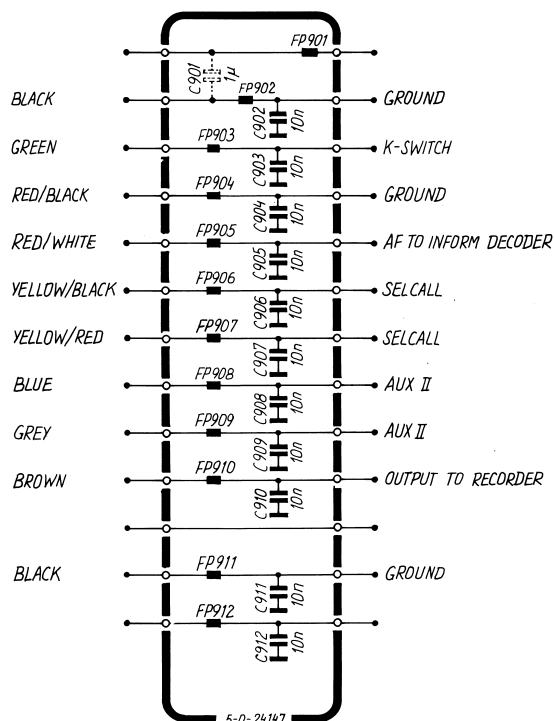 FP901
C901
1µ
BLACK
FP902
GROUND
C902
10n
GREEN
FP903
K-SWITCH
C903
10n
RED/BLACK
FP904
GROUND
C904
10n
RED/WHITE
FP905
AF TO INFORM DECODER
C905
10n
YELLOW/BLACK
FP906
SELCALL
C906
10n
YELLOW/RED
FP907
SELCALL
C907
10n
BLUE
FP908
AUX II
C908
10n
GREY
FP909
AUX II
C909
10n
BROWN
FP910
OUTPUT TO RECORDER
C910
10n
BLACK
FP911
GROUND
C911
10n
FP912
C912
10n
5-0-24147